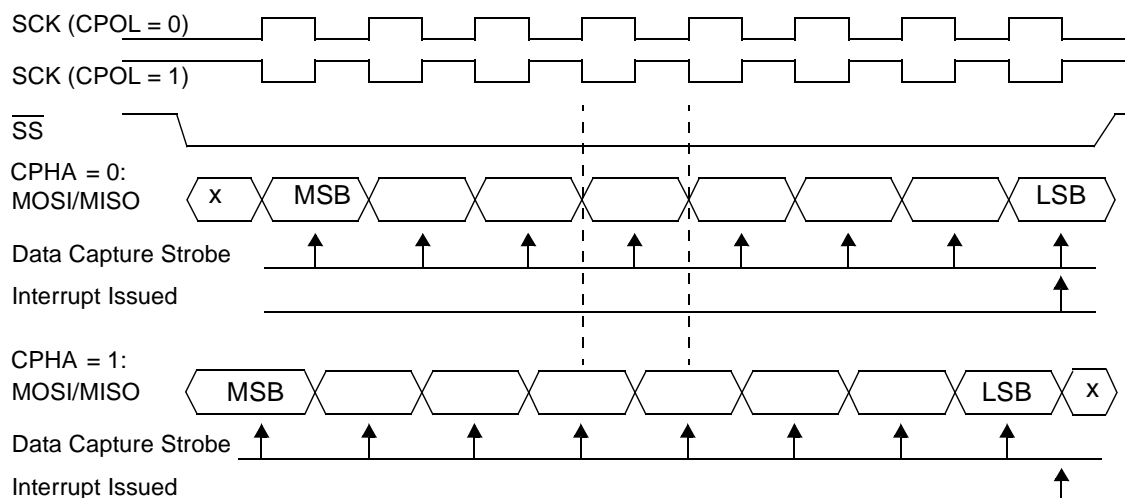 SCK (CPOL = 0)
SCK (CPOL = 1)
SS
CPHA = 0:
MOSI/MISO
x
MSB
LSB
Data Capture Strobe
Interrupt Issued
CPHA = 1:
MOSI/MISO
MSB
LSB
x
Data Capture Strobe
Interrupt Issued